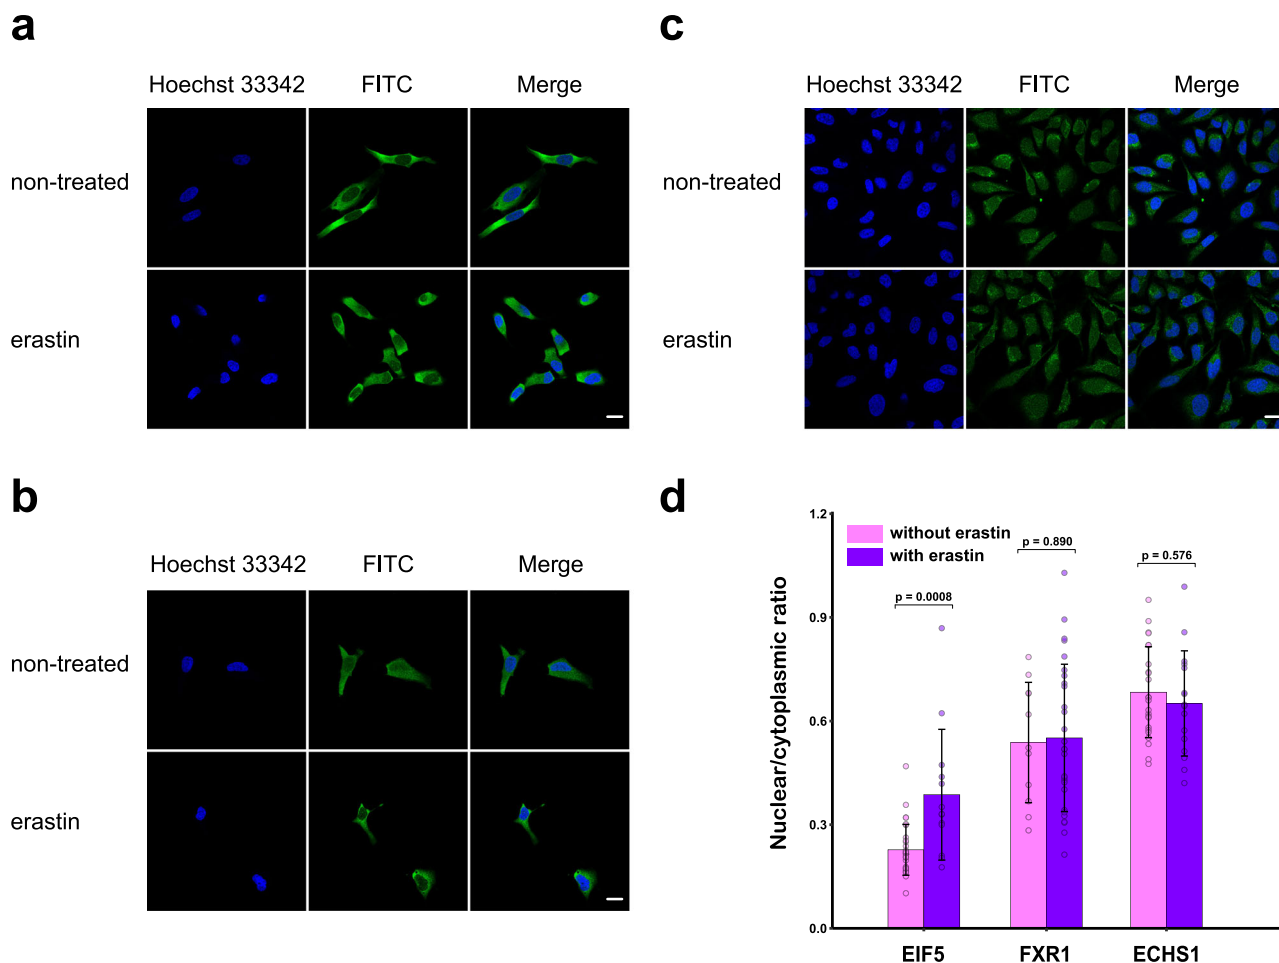 a
Hoechst 33342 FITC Merge
non-treated
erastin
b
Hoechst 33342 FITC Merge
non-treated
erastin
c
Hoechst 33342 FITC Merge
non-treated
erastin
d
Nuclear/cytoplasmic ratio
1.2
0.9
0.6
0.3
0.0
without erastin
with erastin
p = 0.0008
p = 0.890
p = 0.576
EIF5 FXR1 ECHS1